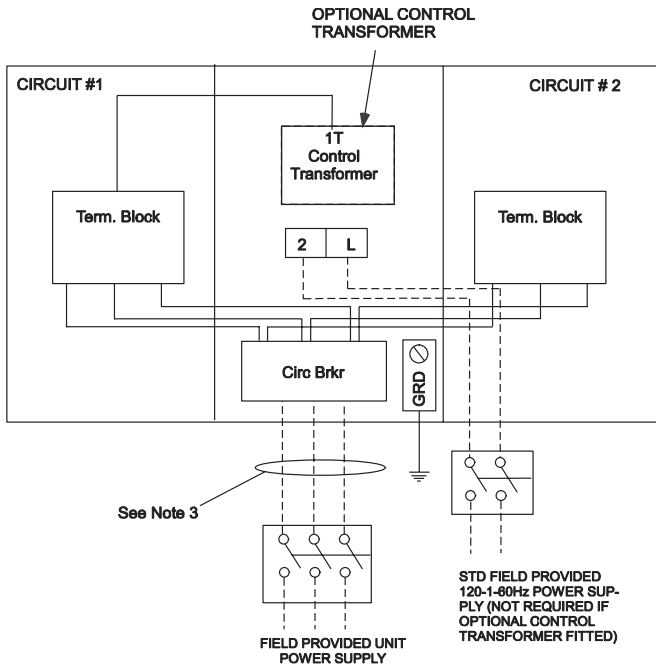 OPTIONAL CONTROL
TRANSFORMER
CIRCUIT #1
CIRCUIT # 2
1T
Control
Transformer
Term. Block
Term. Block
2
L
Circ Brkr
GRD
See Note 3
STD FIELD PROVIDED
120-1-60Hz POWER SUP-
PLY (NOT REQUIRED IF
OPTIONAL CONTROL
TRANSFORMER FITTED)
FIELD PROVIDED UNIT
POWER SUPPLY